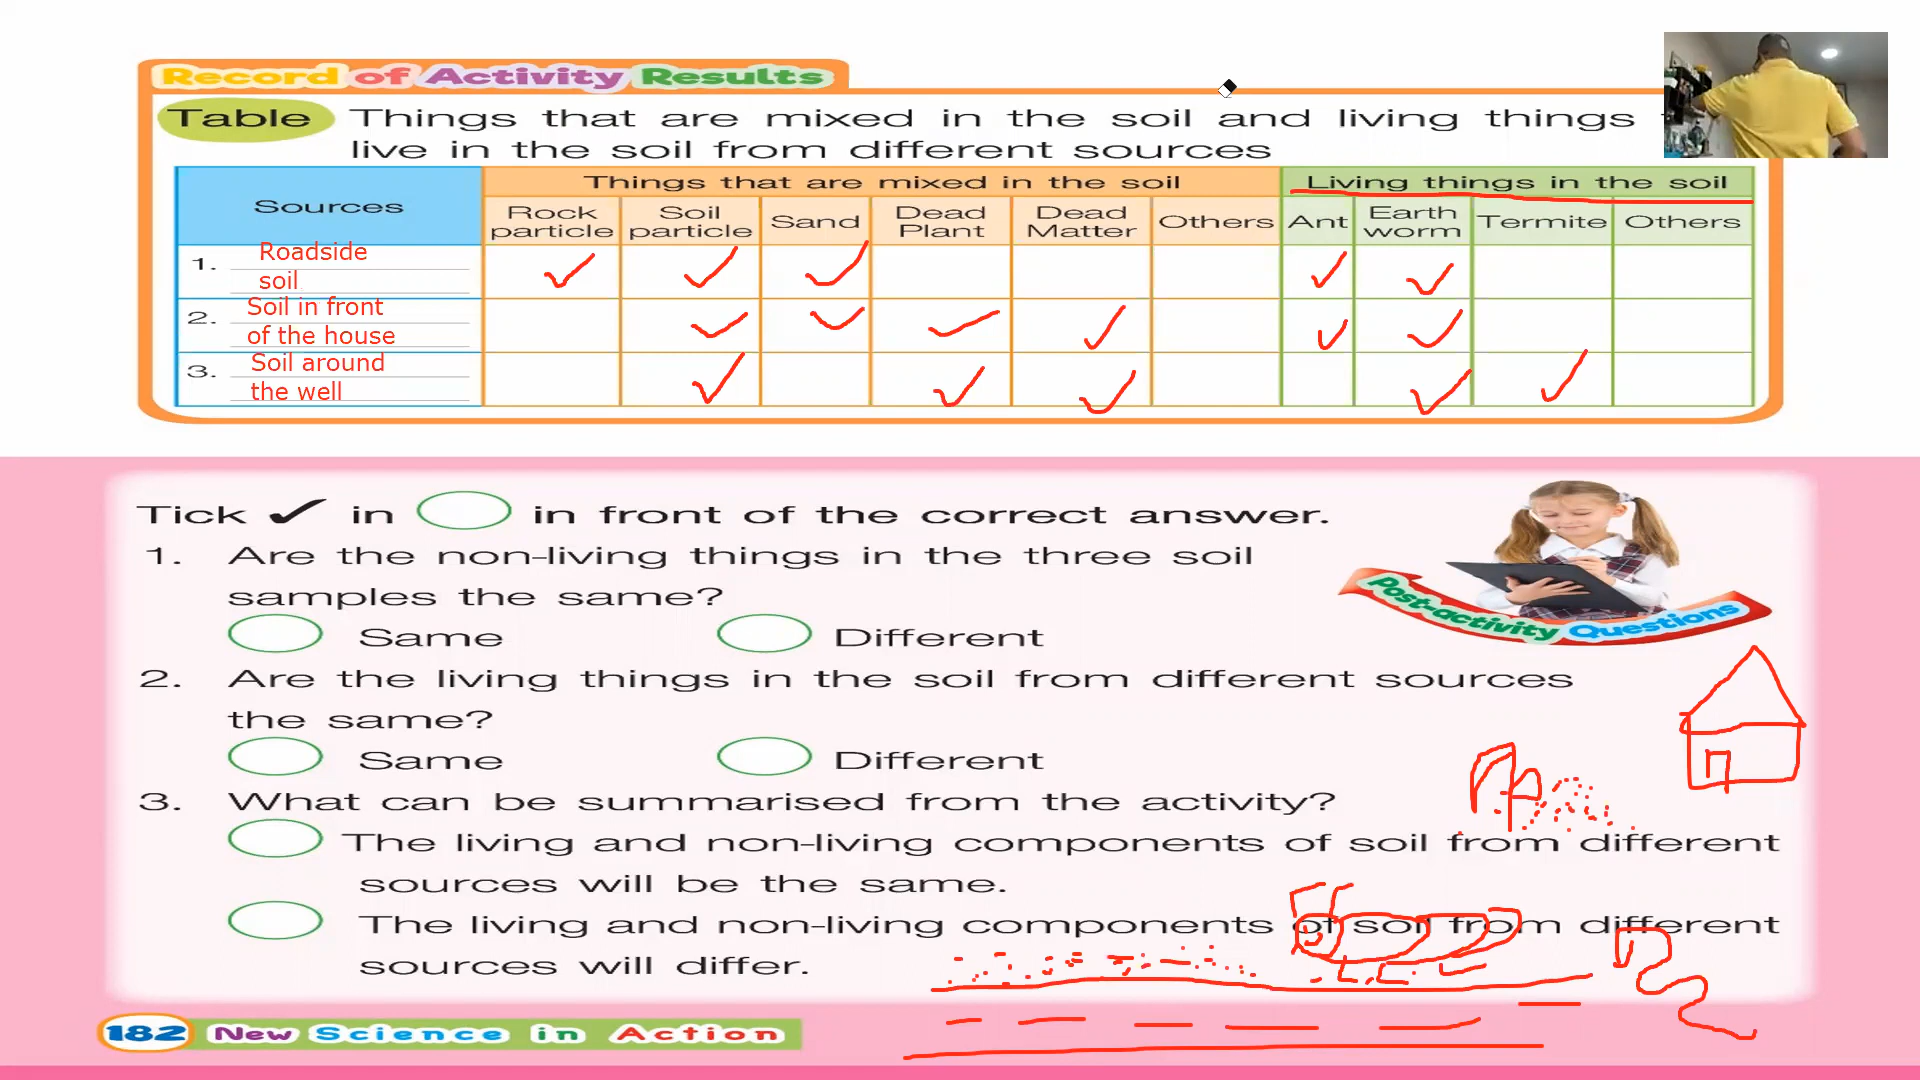 Record of Activity Results
Table Things that are mixed in the soil and living things
live in the soil from different sources
Sources Things that are mixed in the soil Living things in the soil
Rock particle Soil particle Sand Dead Plant Dead Matter Others Ant Earth worm Termite Others
1. Roadside
soil
2. Soil in front
of the house
3. Soil around
the well
Tick ✓ in in front of the correct answer.
1. Are the non-living things in the three soil
samples the same?
Same Different
Post-activity Questions
2. Are the living things in the soil from different sources
the same?
Same Different
3. What can be summarised from the activity?
The living and non-living components of soil from different
sources will be the same.
The living and non-living components of soil from different
sources will differ.
182 New Science in Action